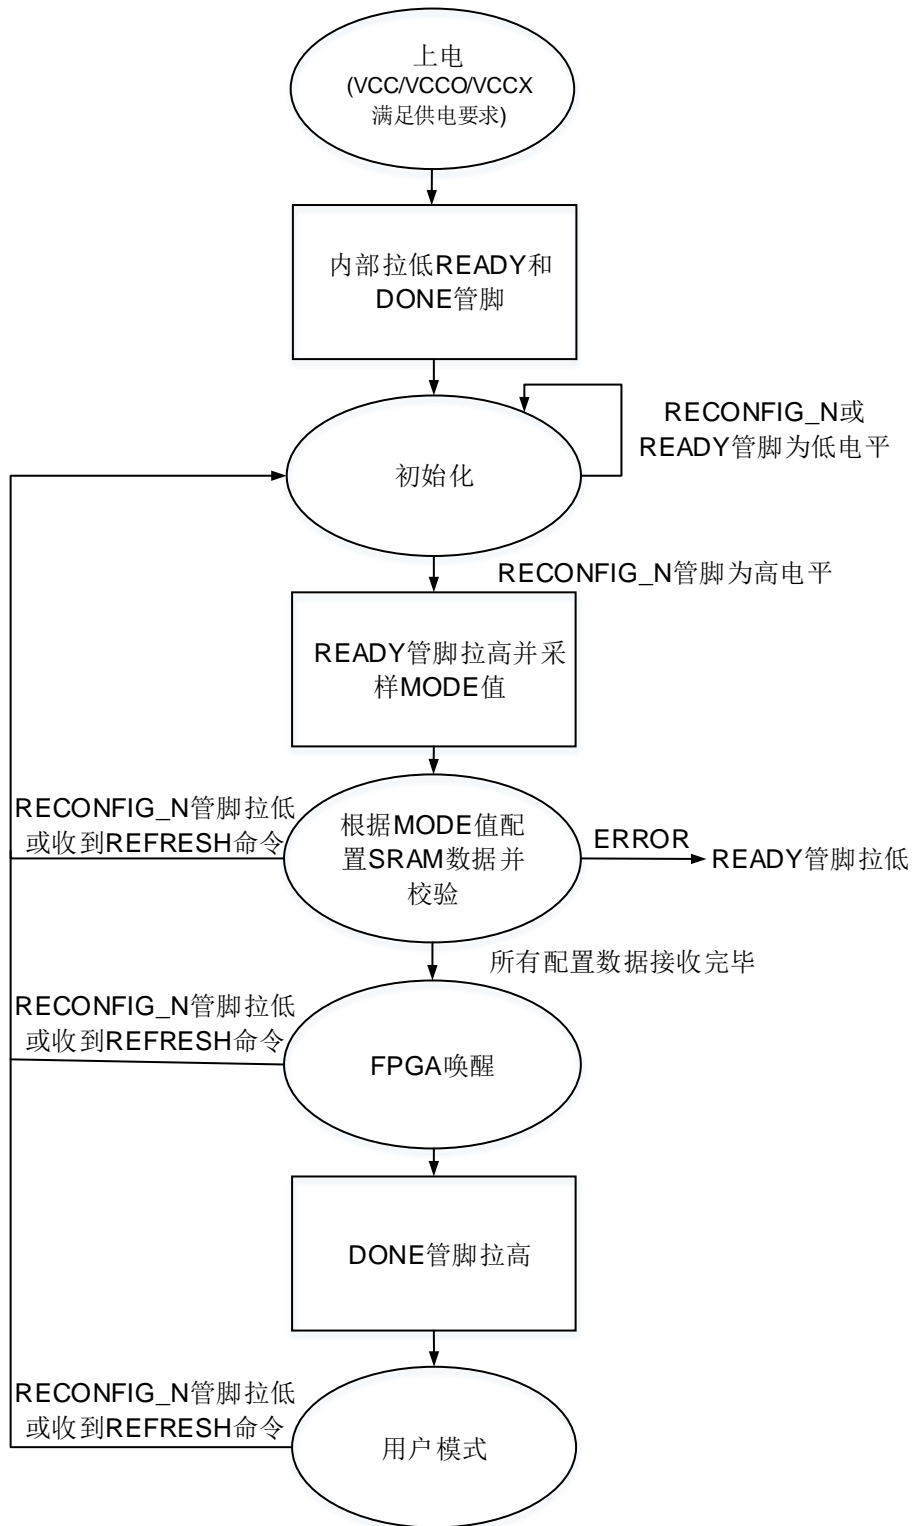 上电
(VCC/VCCO/VCCX
满足供电要求)
内部拉低READY和
DONE管脚
RECONFIG_N或
READY管脚为低电平
初始化
RECONFIG_N管脚为高电平
READY管脚拉高并采
样MODE值
RECONFIG_N管脚拉低
或收到REFRESH命令
根据MODE值配
置SRAM数据并
校验
ERROR
READY管脚拉低
所有配置数据接收完毕
RECONFIG_N管脚拉低
或收到REFRESH命令
FPGA唤醒
DONE管脚拉高
RECONFIG_N管脚拉低
或收到REFRESH命令
用户模式